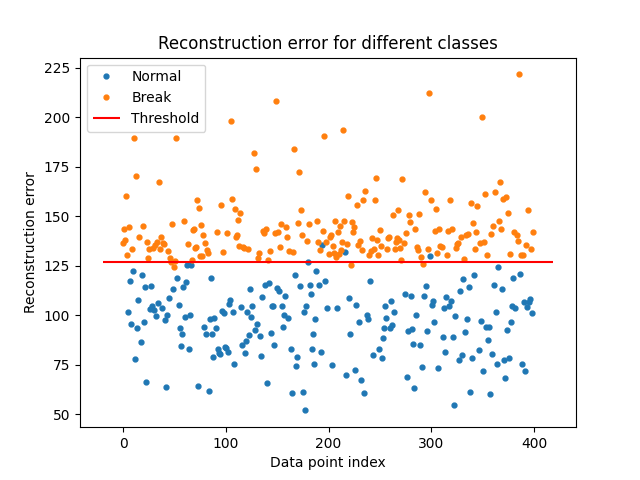 Reconstruction error for different classes
Normal
Break
Threshold
Reconstruction error
225
200
175
150
125
100
75
50
0 100 200 300 400
Data point index